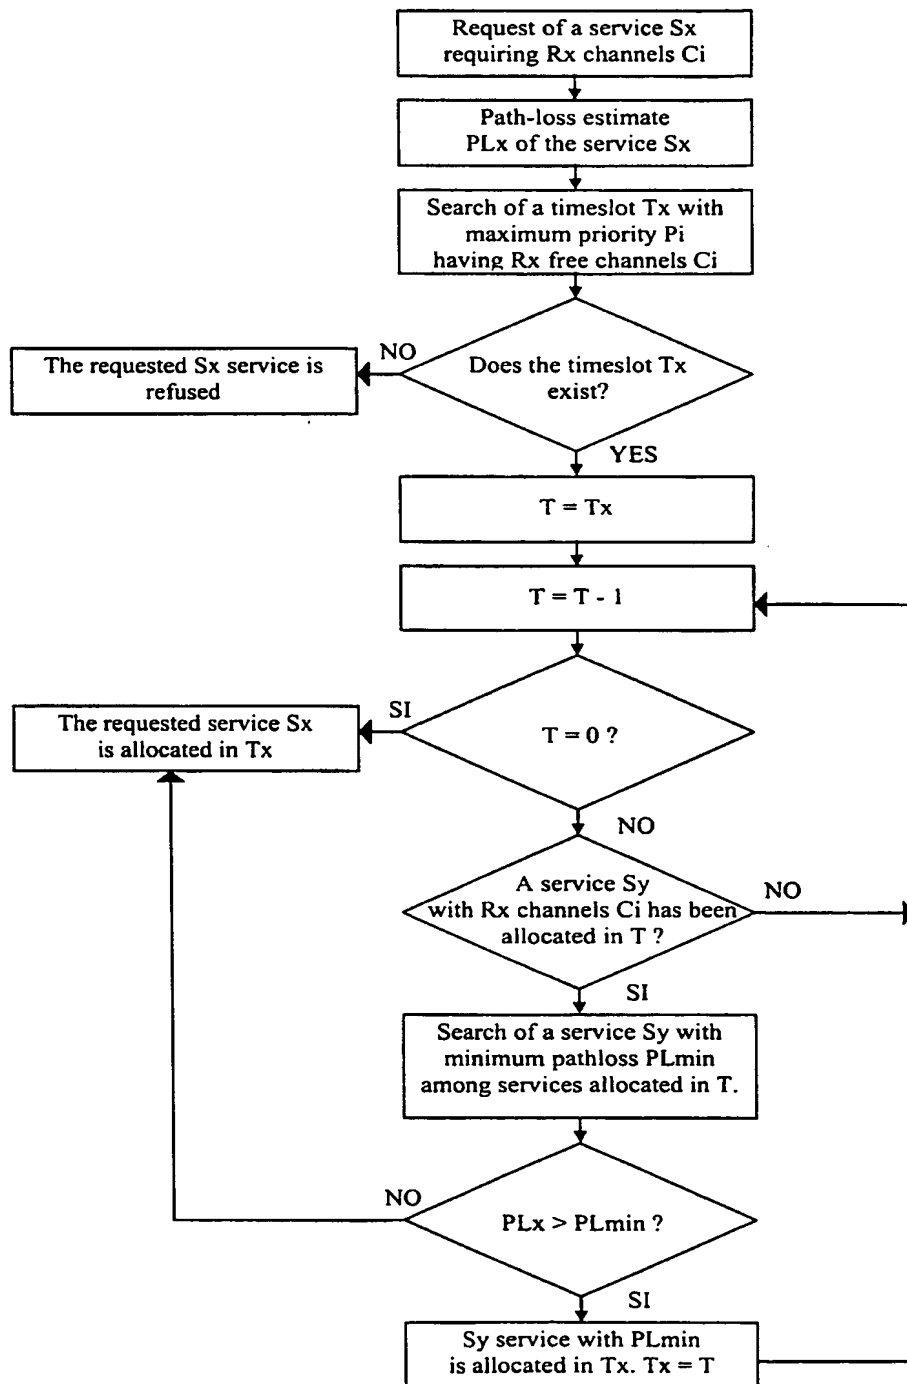 Request of a service Sx
requiring Rx channels Ci
Path-loss estimate
PLx of the service Sx
Search of a timeslot Tx with
maximum priority Pi
having Rx free channels Ci
Does the timeslot Tx
exist?
NO
The requested Sx service is
refused
YES
T = Tx
T = T - 1
T = 0 ?
SI
The requested service Sx
is allocated in Tx
NO
A service Sy
with Rx channels Ci has been
allocated in T ?
NO
SI
Search of a service Sy with
minimum pathloss PLmin
among services allocated in T.
NO
PLx > PLmin ?
SI
Sy service with PLmin
is allocated in Tx. Tx = T